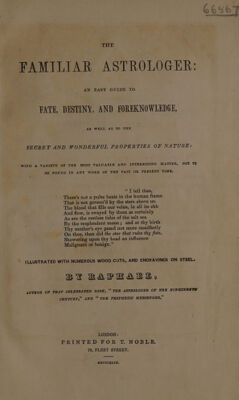 66467
THE
FAMILIAR ASTROLOGER:
AN EASY GUIDE TO
FATE, DESTINY, AND FOREKNOWLEDGE,
AS WELL AS TO THE
SECRET AND WONDERFUL PROPERTIES OF NATURE:
WITH A VARIETY OF THE MOST VALUABLE AND INTERESTING MATTER, NOT TO
BE FOUND IN ANY WORK OF THE PAST OR PRESENT TIME.
" I tell thee,
There's not a pulse beats in the human frame
That is not govern'd by the stars above us:
The blood that fills our veins, in all its ebb
And flow, is swayed by them as certainly
As are the restless tides of the salt sea
By the resplendent moon; and at thy birth
Thy mother's eye gazed not more steadfastly
On thee, than did the star that rules thy fate,
Showering upon thy head an influence
Malignant or benign."
ILLUSTRATED WITH NUMEROUS WOOD CUTS, AND ENGRAVINGS ON STEEL.
BY RAPHAEL,
AUTHOR OF THAT CELEBRATED WORK, "THE ASTROLOGER OF THE NINETEENTH
CENTURY," AND "THE PROPHETIC MESSENGER."
LONDON:
PRINTED FOR T. NOBLE,
79, FLEET STREET.